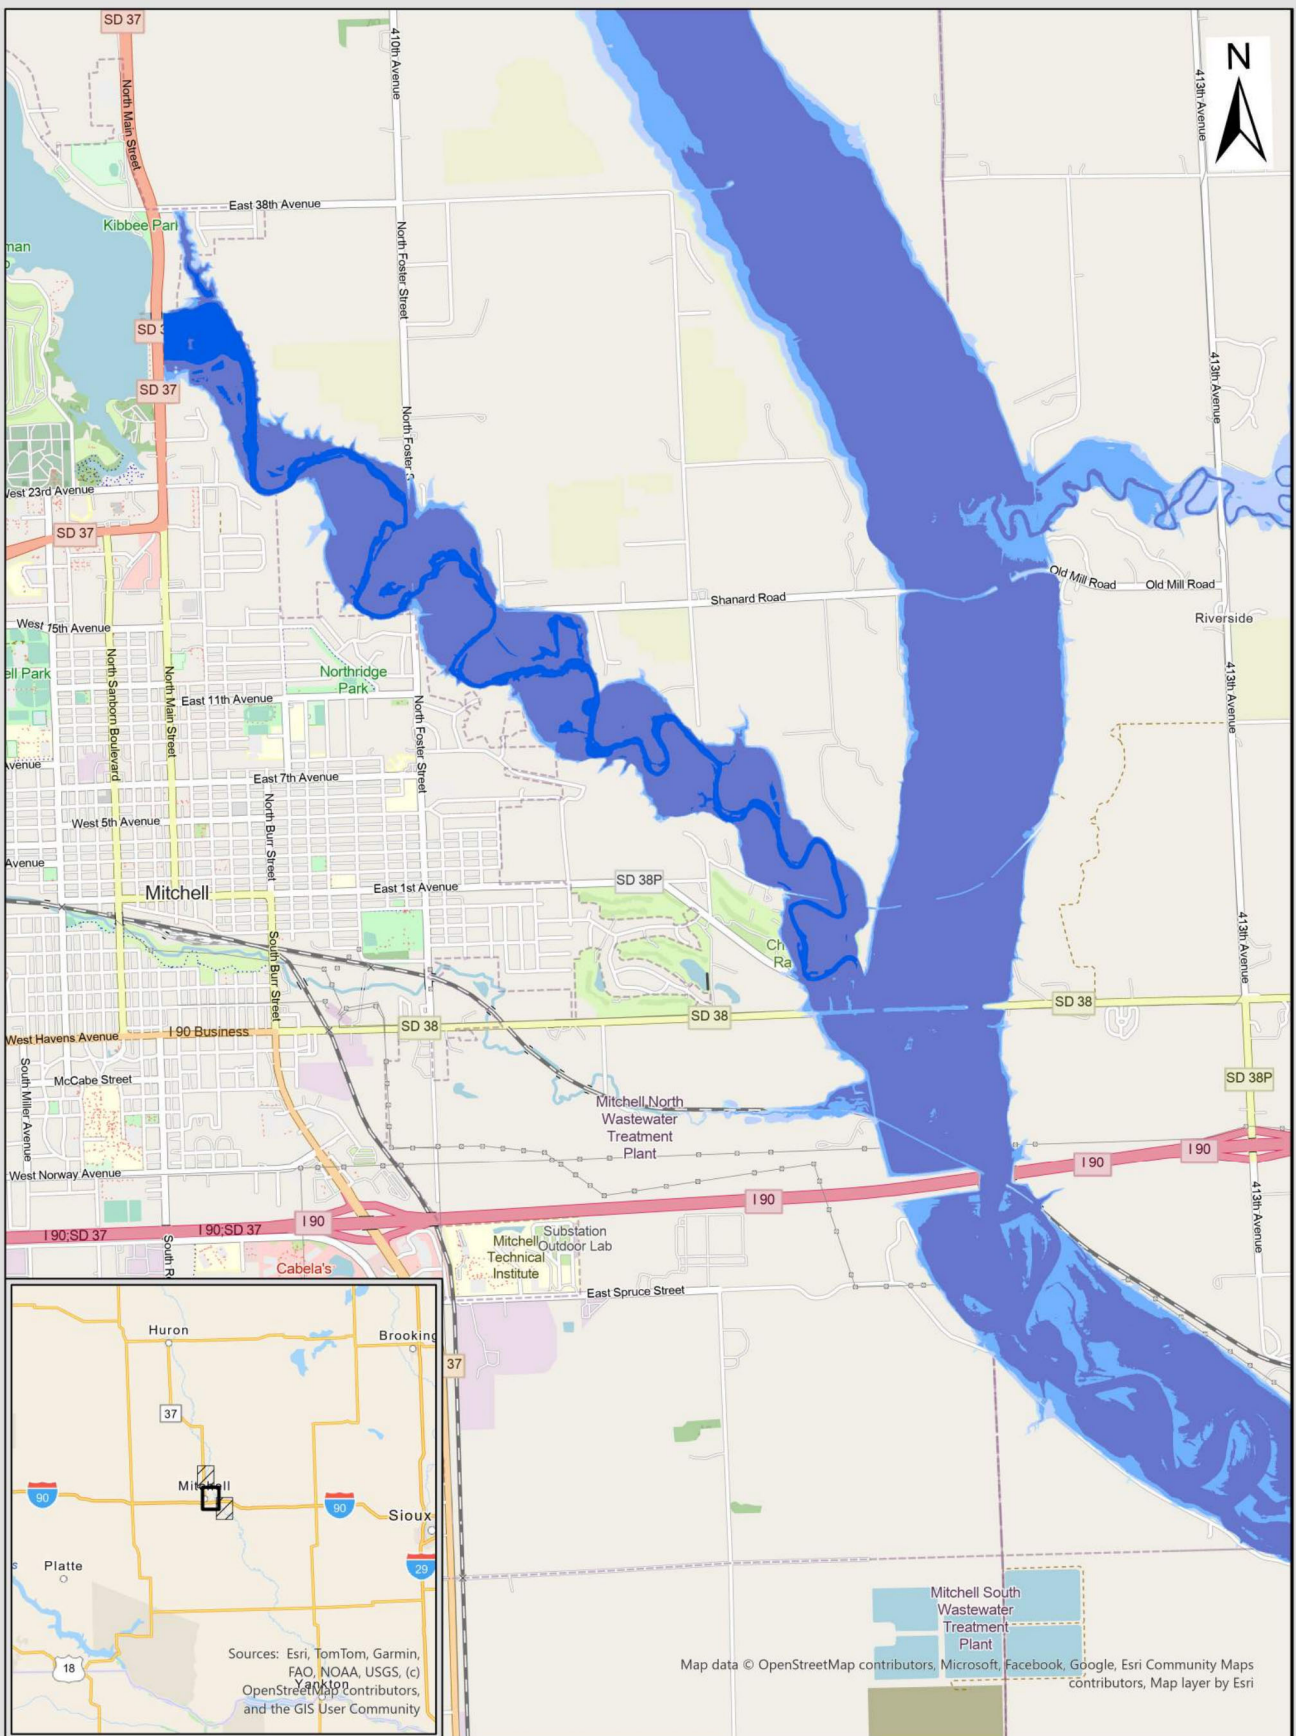 SD 37
410th Avenue
N
413th Avenue
North Main Street
East 38th Avenue
Kibbee Park
North Foster Street
SD 37
413th Avenue
West 23rd Avenue
SD 37
Old Mill Road
Old Mill Road
Shanard Road
Riverside
West 15th Avenue
Northridge
Park
North Sanborn Boulevard
North Main Street
East 11th Avenue
North Foster Street
413th Avenue
East 7th Avenue
North Burr Street
West 5th Avenue
Avenue
SD 38P
East 1st Avenue
Mitchell
413th Avenue
South Burr Street
SD 38
SD 38
SD 38
I 90 Business
West Havens Avenue
South Miller Avenue
McCabe Street
SD 38P
Mitchell North
Wastewater
Treatment
Plant
I 90
I 90
West Norway Avenue
I 90
I 90
I 90;SD 37
I 90;SD 37
413th Avenue
Mitchell
Technical
Institute
Substation
Outdoor Lab
Cabela's
East Spruce Street
37
Huron
Brooking
37
Mitchell
90
90
Sioux
29
Platte
18
Yankton
Sources: Esri, TomTom, Garmin,
FAO, NOAA, USGS, (c)
OpenStreetMap contributors,
and the GIS User Community
Mitchell South
Wastewater
Treatment
Plant
Map data © OpenStreetMap contributors, Microsoft, Facebook, Google, Esri Community Maps
contributors, Map layer by Esri